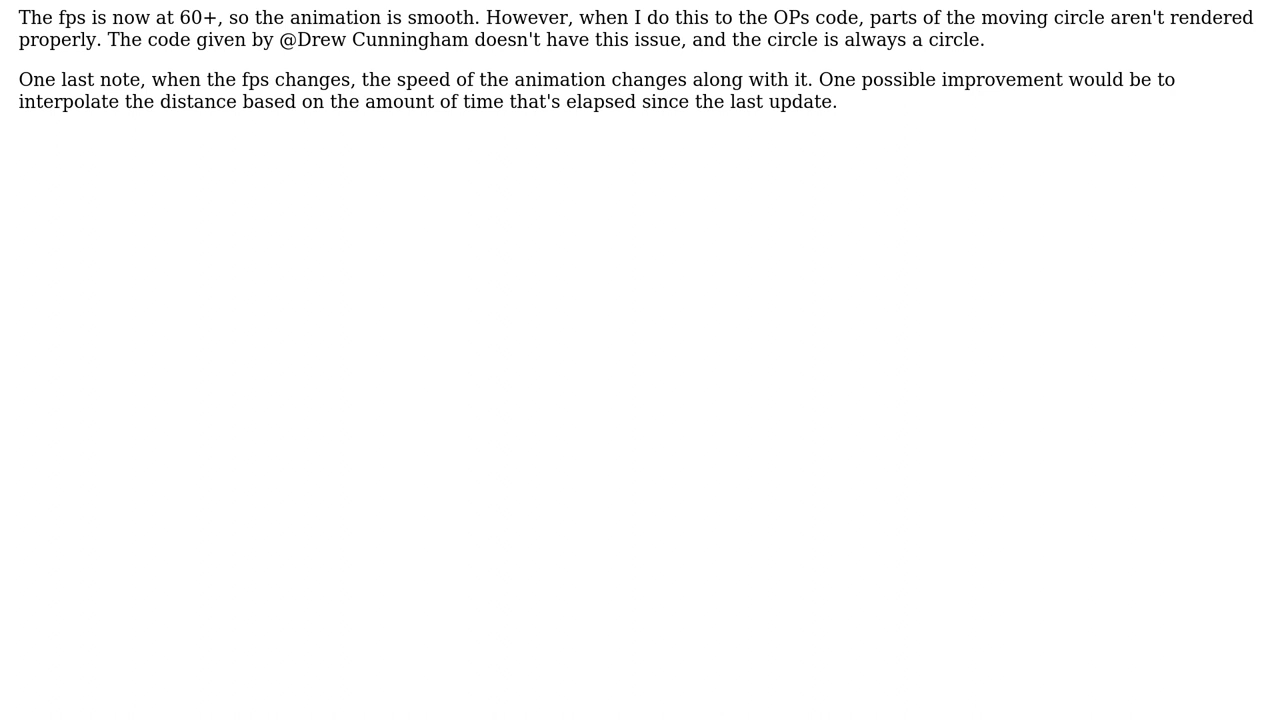 The fps is now at 60+, so the animation is smooth. However, when I do this to the OPs code, parts of the moving circle aren't rendered
properly. The code given by @Drew Cunningham doesn't have this issue, and the circle is always a circle.
One last note, when the fps changes, the speed of the animation changes along with it. One possible improvement would be to
interpolate the distance based on the amount of time that's elapsed since the last update.